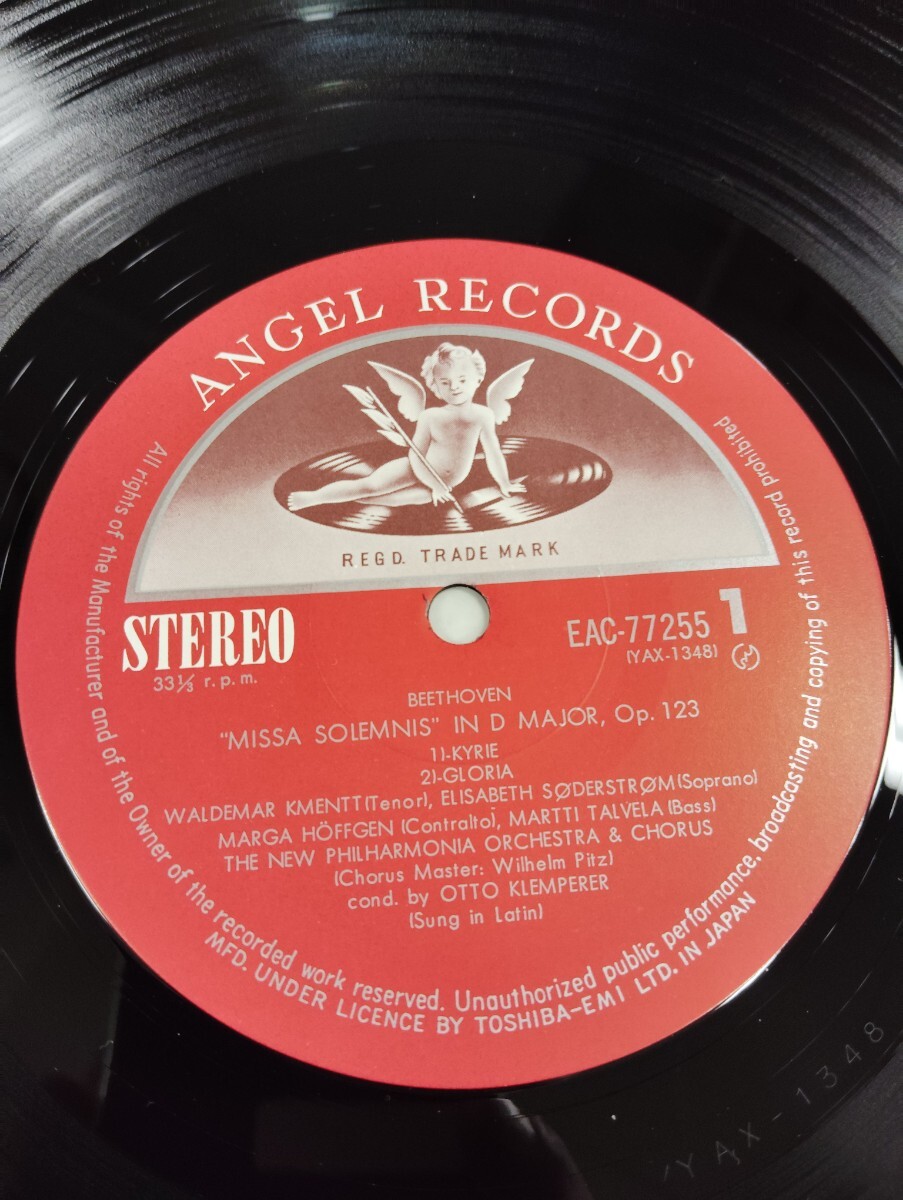 ANGEL RECORDS
REGD. TRADE MARK
STEREO
33⅓ r.p.m.
EAC-77255 1
(YAX-1348)
BEETHOVEN
"MISSA SOLEMNIS" IN D MAJOR, Op. 123
1)-KYRIE
2)-GLORIA
WALDEMAR KMENTT(Tenor), ELISABETH SØDERSTRØM(Soprano)
MARGA HÖFFGEN (Contralto), MARTTI TALVELA (Bass)
THE NEW PHILHARMONIA ORCHESTRA & CHORUS
(Chorus Master: Wilhelm Pitz)
cond. by OTTO KLEMPERER
(Sung in Latin)
All rights of the Manufacturer and of the Owner of the recorded work reserved. Unauthorized public performance, broadcasting and copying of this record prohibited
MFD. UNDER LICENCE BY TOSHIBA-EMI LTD. IN JAPAN
YAX-1348